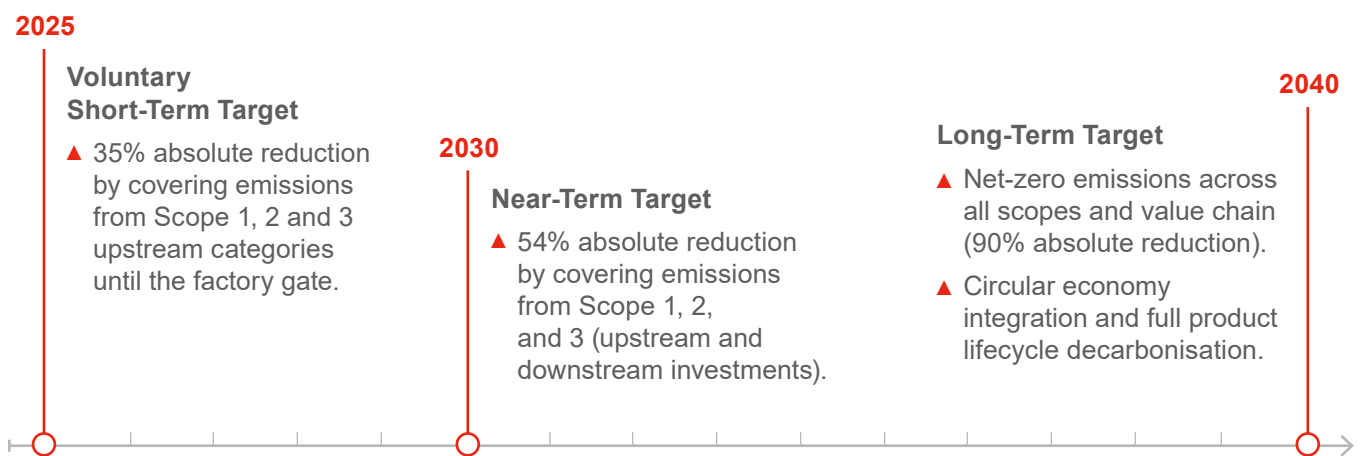 2025
Voluntary
Short-Term Target
35% absolute reduction
by covering emissions
from Scope 1, 2 and 3
upstream categories
until the factory gate.
2030
Near-Term Target
54% absolute reduction
by covering emissions
from Scope 1, 2,
and 3 (upstream and
downstream investments).
2040
Long-Term Target
Net-zero emissions across
all scopes and value chain
(90% absolute reduction).
Circular economy
integration and full product
lifecycle decarbonisation.